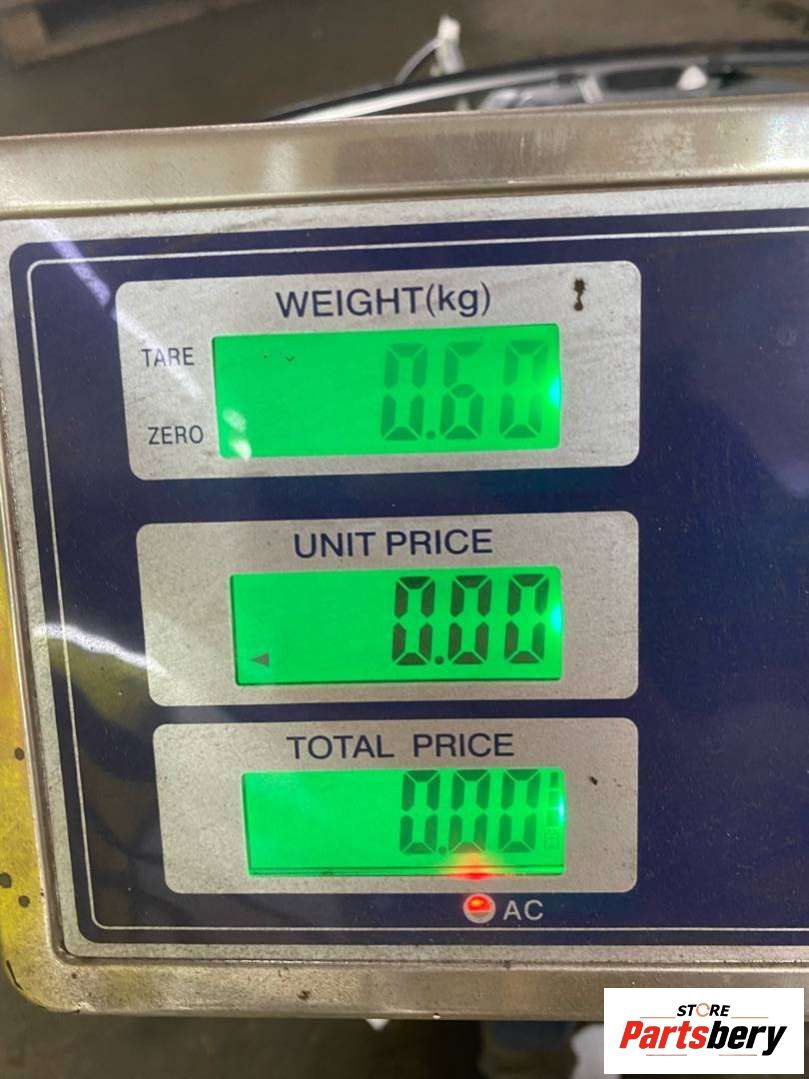 WEIGHT(kg)
TARE
0.60
ZERO
UNIT PRICE
0.00
TOTAL PRICE
0.00
AC
STORE
Partsbery